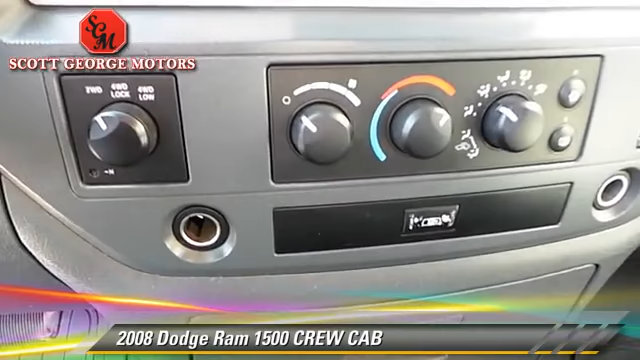 SGM
SCOTT GEORGE MOTORS
2WD 4WD LOCK 4WD LOW
N
2008 Dodge Ram 1500 CREW CAB